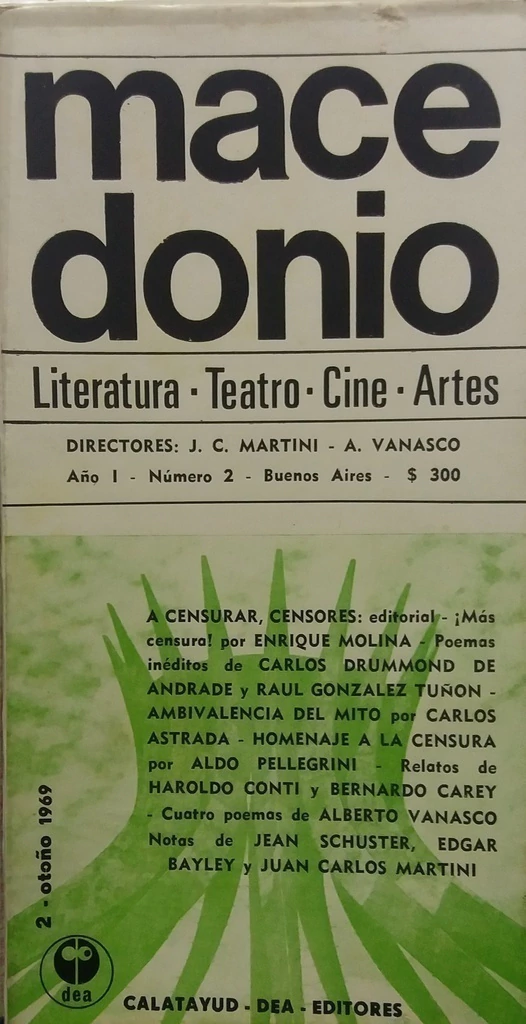 mace
donio
Literatura · Teatro · Cine · Artes
DIRECTORES: J. C. MARTINI - A. VANASCO
Año I - Número 2 - Buenos Aires - $ 300
A CENSURAR, CENSORES: editorial - ¡Más
censura! por ENRIQUE MOLINA - Poemas
inéditos de CARLOS DRUMMOND DE
ANDRADE y RAUL GONZALEZ TUÑON -
AMBIVALENCIA DEL MITO por CARLOS
ASTRADA - HOMENAJE A LA CENSURA
por ALDO PELLEGRINI - Relatos de
HAROLDO CONTI y BERNARDO CAREY
- Cuatro poemas de ALBERTO VANASCO
Notas de JEAN SCHUSTER, EDGAR
BAYLEY y JUAN CARLOS MARTINI
2 - otoño 1969
dea
CALATAYUD - DEA - EDITORES